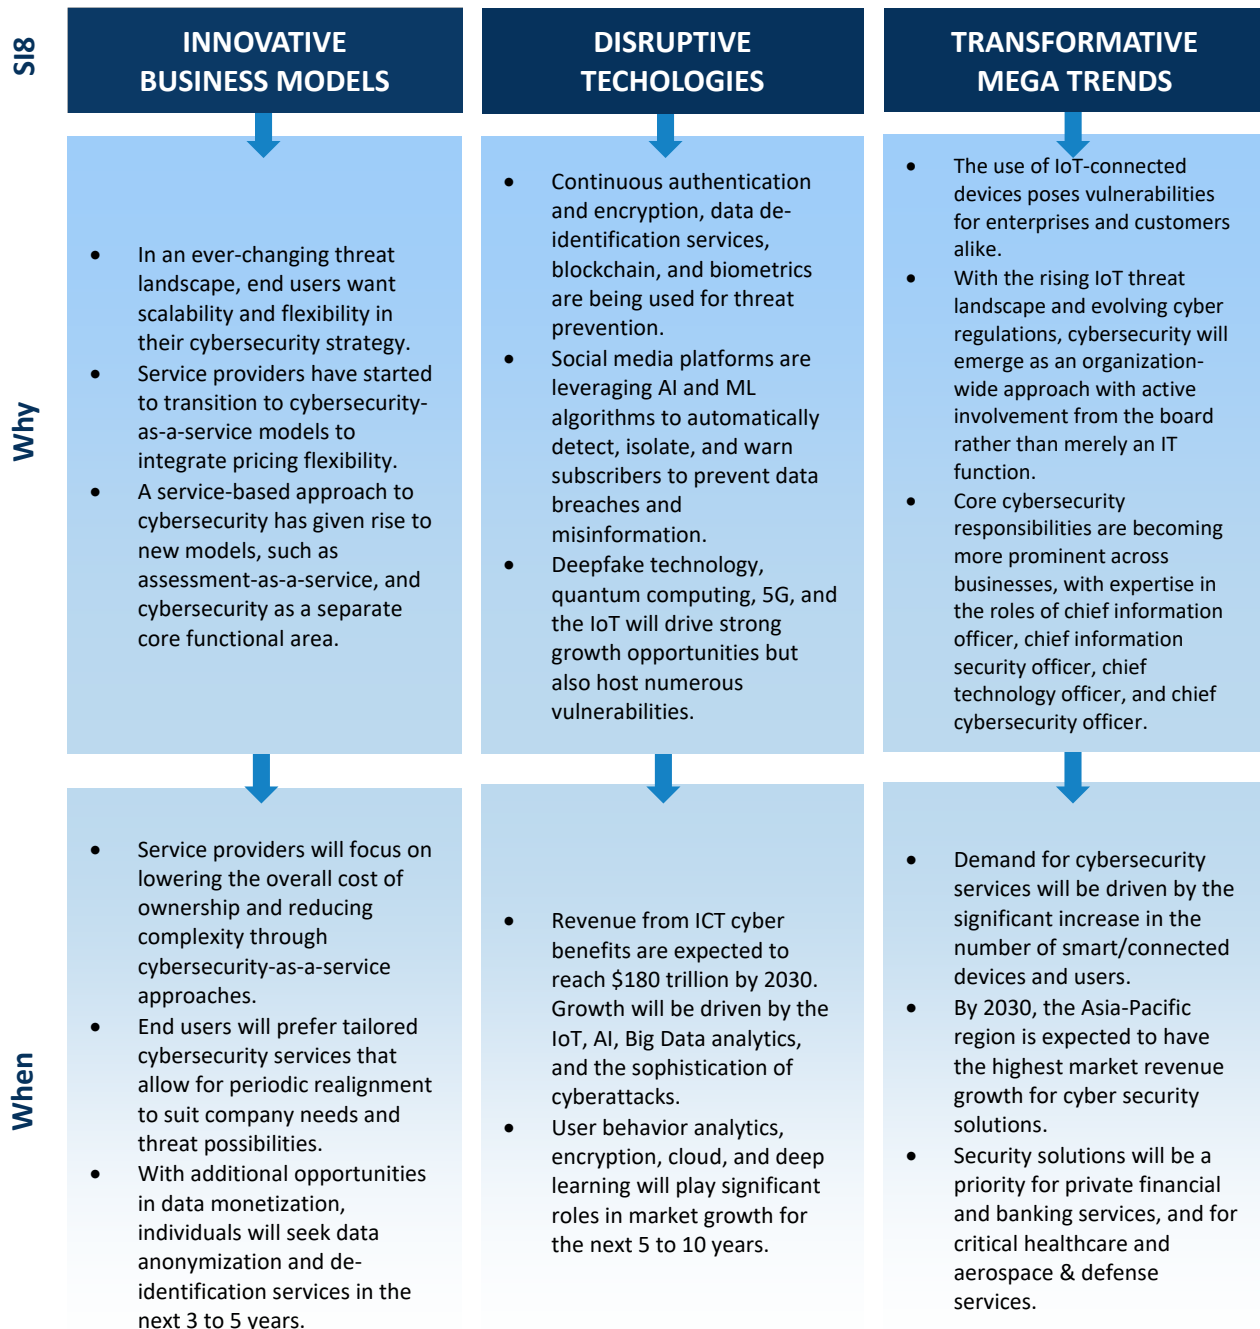 SI8
INNOVATIVE
BUSINESS MODELS
DISRUPTIVE
TECHOLOGIES
TRANSFORMATIVE
MEGA TRENDS
Why
• In an ever-changing threat
landscape, end users want
scalability and flexibility in
their cybersecurity strategy.
• Service providers have started
to transition to cybersecurity-
as-a-service models to
integrate pricing flexibility.
• A service-based approach to
cybersecurity has given rise to
new models, such as
assessment-as-a-service, and
cybersecurity as a separate
core functional area.
• Continuous authentication
and encryption, data de-
identification services,
blockchain, and biometrics
are being used for threat
prevention.
• Social media platforms are
leveraging AI and ML
algorithms to automatically
detect, isolate, and warn
subscribers to prevent data
breaches and
misinformation.
• Deepfake technology,
quantum computing, 5G, and
the IoT will drive strong
growth opportunities but
also host numerous
vulnerabilities.
• The use of IoT-connected
devices poses vulnerabilities
for enterprises and customers
alike.
• With the rising IoT threat
landscape and evolving cyber
regulations, cybersecurity will
emerge as an organization-
wide approach with active
involvement from the board
rather than merely an IT
function.
• Core cybersecurity
responsibilities are becoming
more prominent across
businesses, with expertise in
the roles of chief information
officer, chief information
security officer, chief
technology officer, and chief
cybersecurity officer.
When
• Service providers will focus on
lowering the overall cost of
ownership and reducing
complexity through
cybersecurity-as-a-service
approaches.
• End users will prefer tailored
cybersecurity services that
allow for periodic realignment
to suit company needs and
threat possibilities.
• With additional opportunities
in data monetization,
individuals will seek data
anonymization and de-
identification services in the
next 3 to 5 years.
• Revenue from ICT cyber
benefits are expected to
reach $180 trillion by 2030.
Growth will be driven by the
IoT, AI, Big Data analytics,
and the sophistication of
cyberattacks.
• User behavior analytics,
encryption, cloud, and deep
learning will play significant
roles in market growth for
the next 5 to 10 years.
• Demand for cybersecurity
services will be driven by the
significant increase in the
number of smart/connected
devices and users.
• By 2030, the Asia-Pacific
region is expected to have
the highest market revenue
growth for cyber security
solutions.
• Security solutions will be a
priority for private financial
and banking services, and for
critical healthcare and
aerospace & defense
services.